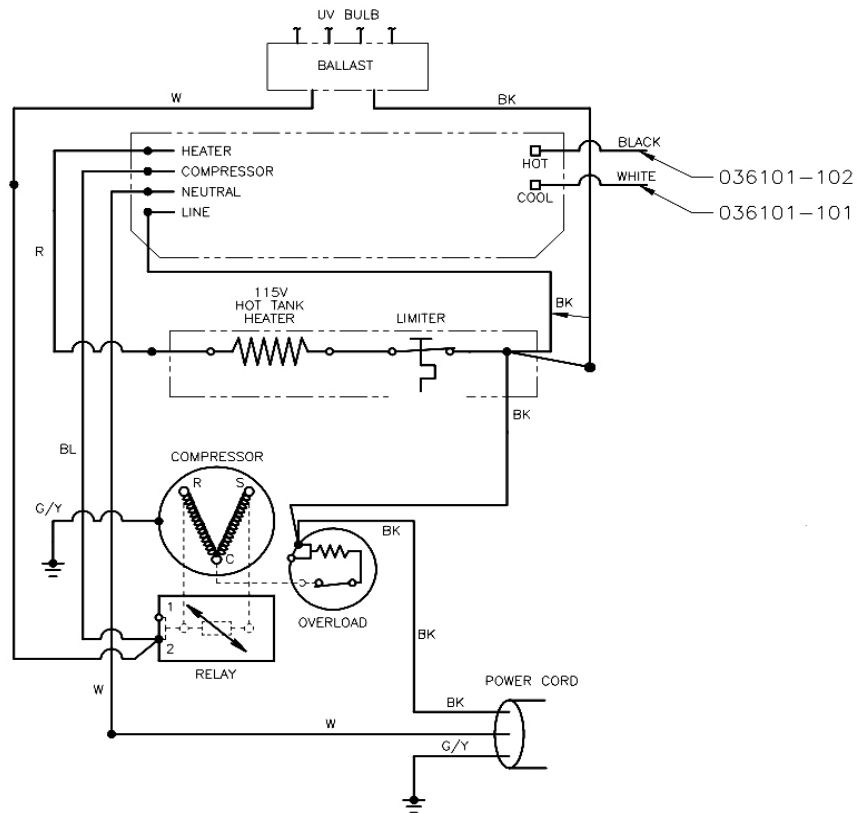 UV BULB
BALLAST
W
BK
HEATER
COMPRESSOR
NEUTRAL
LINE
HOT
COOL
BLACK
WHITE
036101-102
036101-101
R
115V
HOT TANK
HEATER
LIMITER
BK
BK
BL
COMPRESSOR
R
S
C
G/Y
BK
OVERLOAD
1
2
RELAY
BK
W
POWER CORD
BK
W
G/Y